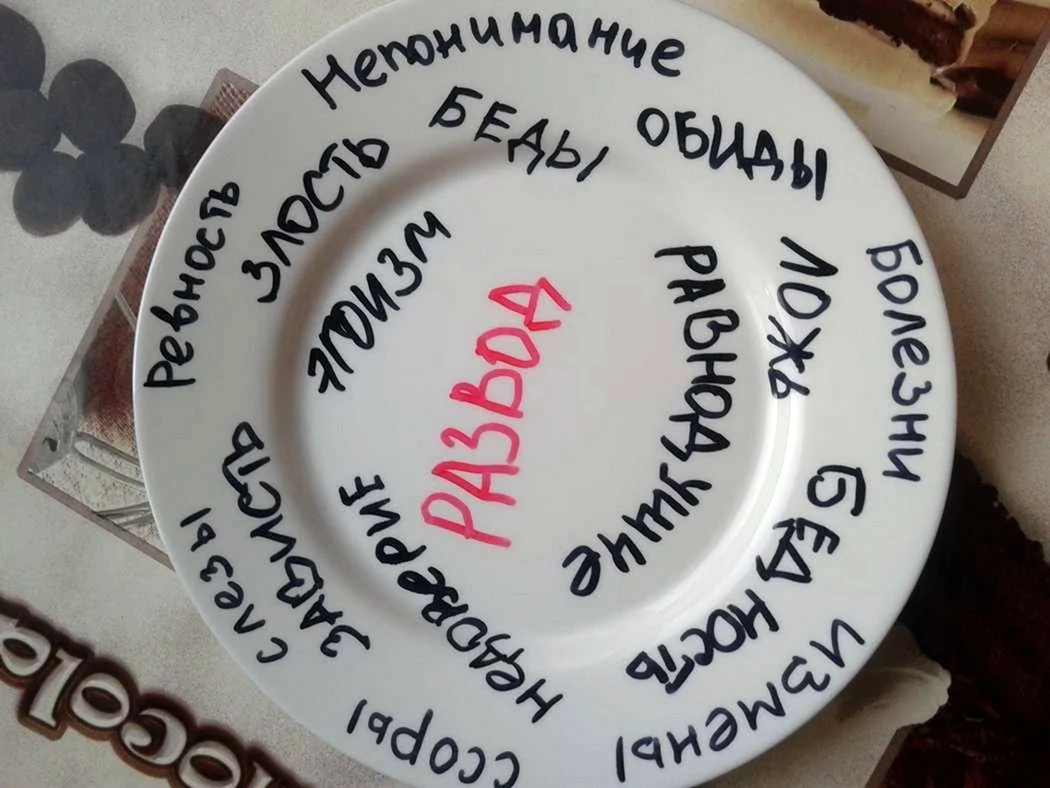 Непонимание
БЕДЫ
ОБИДЫ
Ревность
ЗЛОСТЬ
ЭГОИЗМ
РАЗВОД
РАВНОДУШИЕ
ЛОЖЬ
Болезни
БЕДНОСТЬ
ИЗМЕНЫ
НЕДОВЕРИЕ
ЗАВИСТЬ
слезы
ссоры